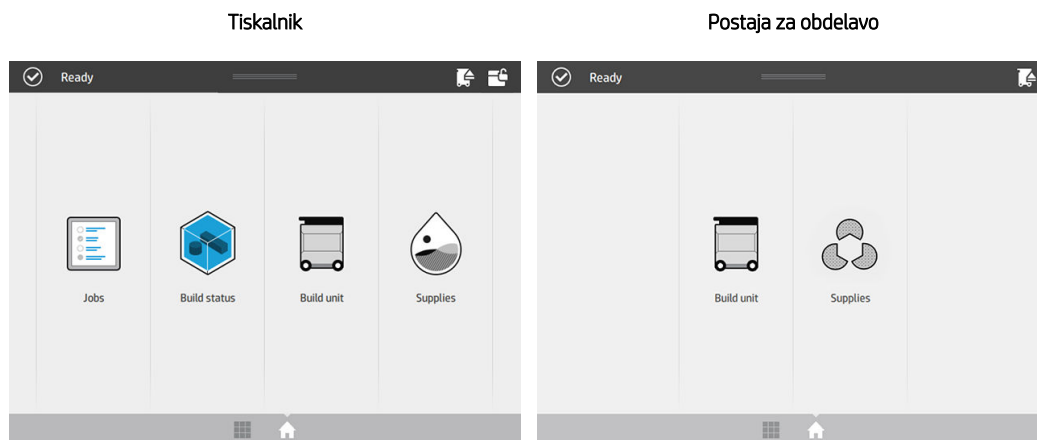 Tiskalnik
Postaja za obdelavo
Ready
Ready
Jobs
Build status
Build unit
Supplies
Build unit
Supplies